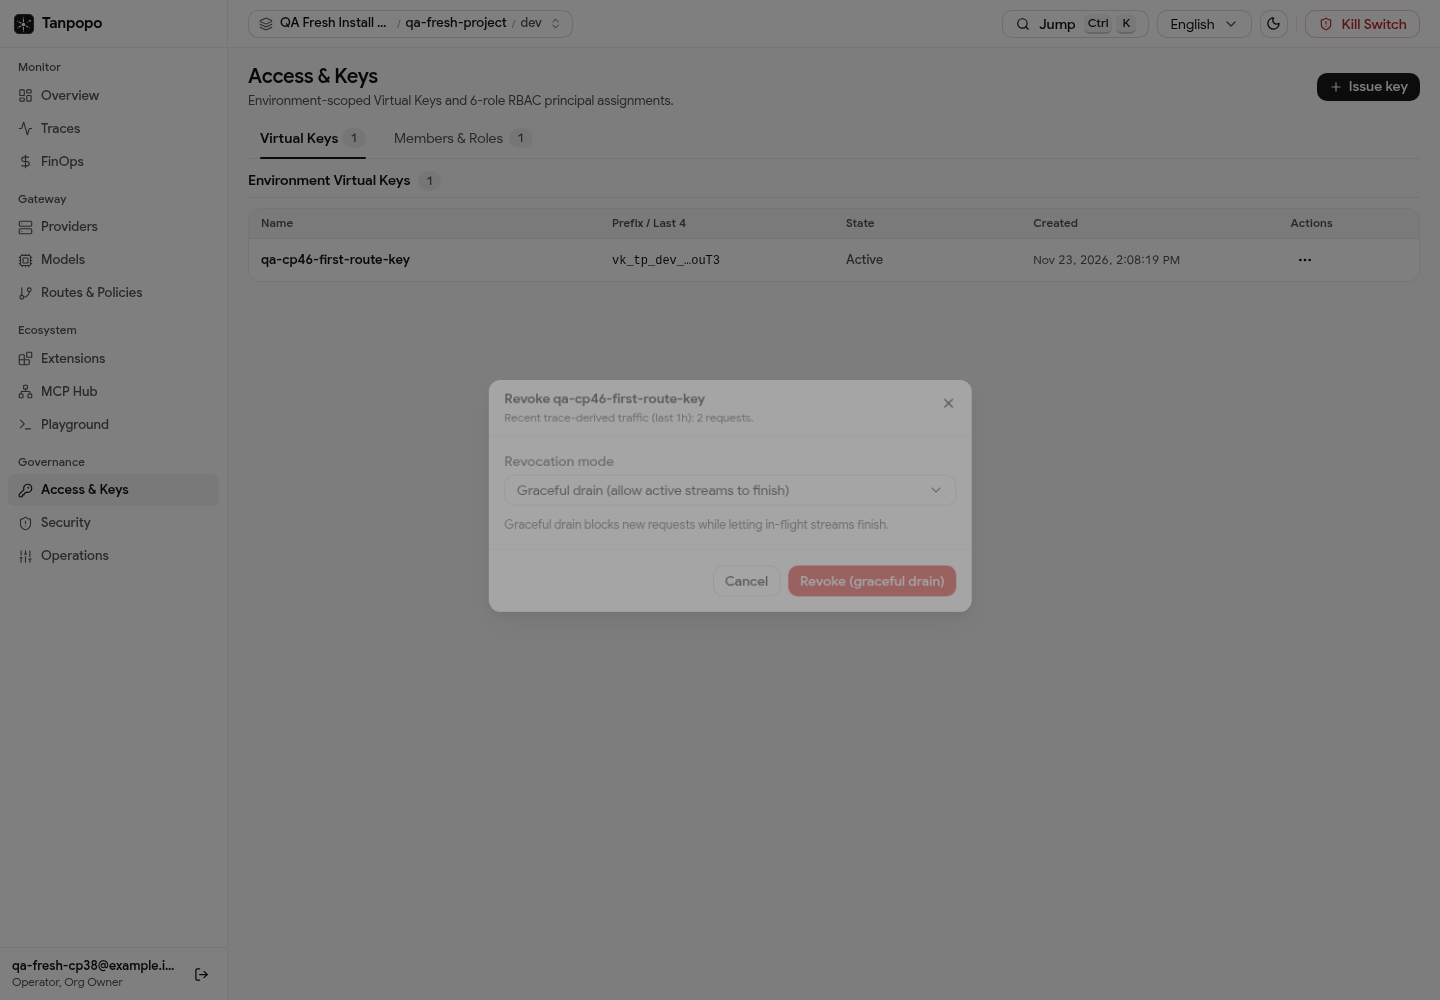 Tanpopo
QA Fresh Install ... / qa-fresh-project / dev
Jump Ctrl K
English
Kill Switch
Monitor
Overview
Traces
FinOps
Gateway
Providers
Models
Routes & Policies
Ecosystem
Extensions
MCP Hub
Playground
Governance
Access & Keys
Security
Operations
qa-fresh-cp38@example.i...
Operator, Org Owner
Access & Keys
Environment-scoped Virtual Keys and 6-role RBAC principal assignments.
+ Issue key
Virtual Keys 1 Members & Roles 1
Environment Virtual Keys 1
Name Prefix / Last 4 State Created Actions
qa-cp46-first-route-key vk_tp_dev_…ouT3 Active Nov 23, 2026, 2:08:19 PM ···
Revoke qa-cp46-first-route-key
Recent trace-derived traffic (last 1h): 2 requests.
Revocation mode
Graceful drain (allow active streams to finish)
Graceful drain blocks new requests while letting in-flight streams finish.
Cancel Revoke (graceful drain)